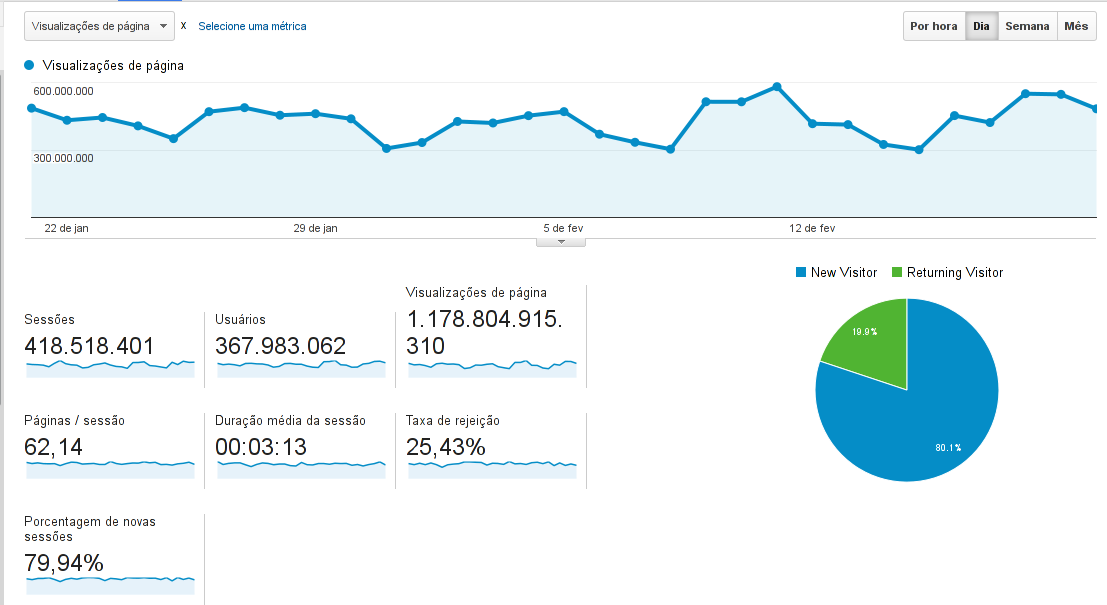 Visualizações de página
x
Selecione uma métrica
Por hora
Dia
Semana
Mês
Visualizações de página
600.000.000
300.000.000
22 de jan
29 de jan
5 de fev
12 de fev
New Visitor
Returning Visitor
Sessões
418.518.401
Usuários
367.983.062
Visualizações de página
1.178.804.915.
310
19.9%
80.1%
Páginas / sessão
62,14
Duração média da sessão
00:03:13
Taxa de rejeição
25,43%
Porcentagem de novas
sessões
79,94%